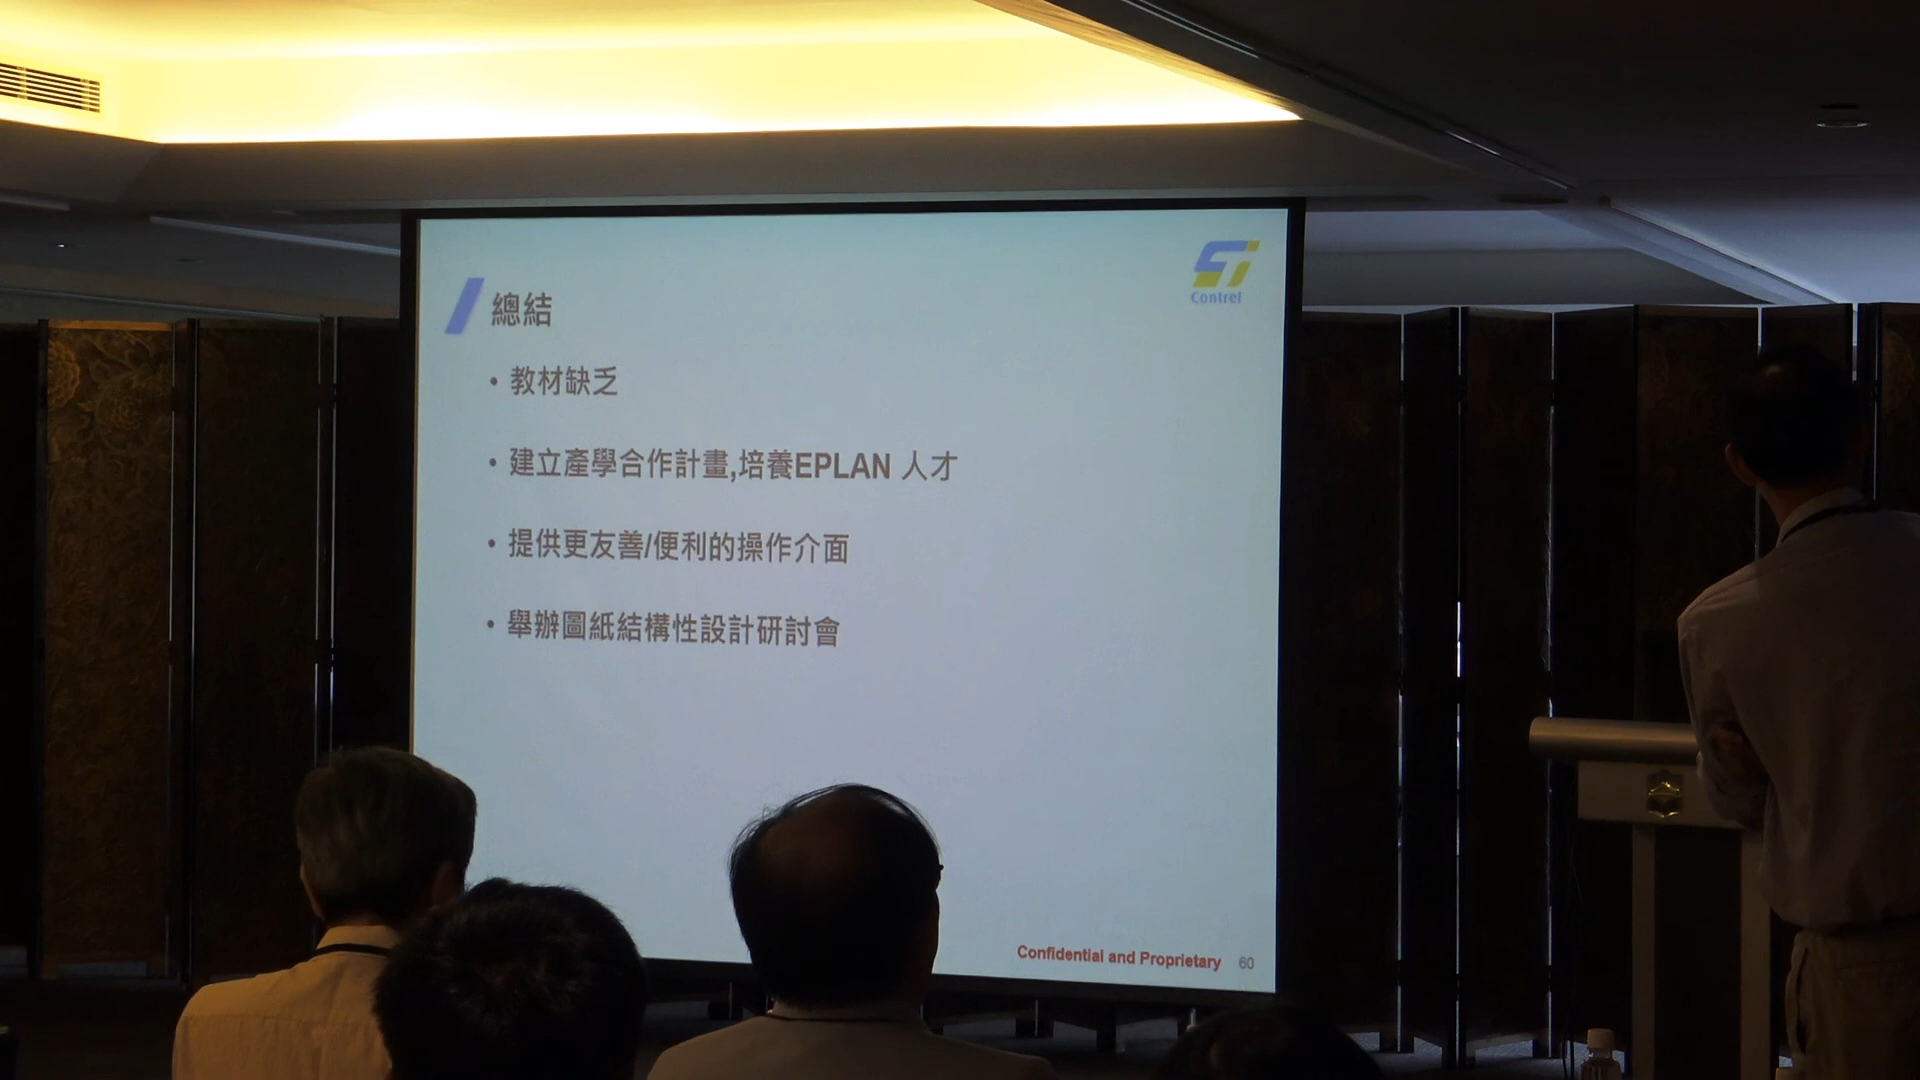 Contrel
總結
• 教材缺乏
• 建立產學合作計畫,培養EPLAN 人才
• 提供更友善/便利的操作介面
• 舉辦圖紙結構性設計研討會
Confidential and Proprietary 60